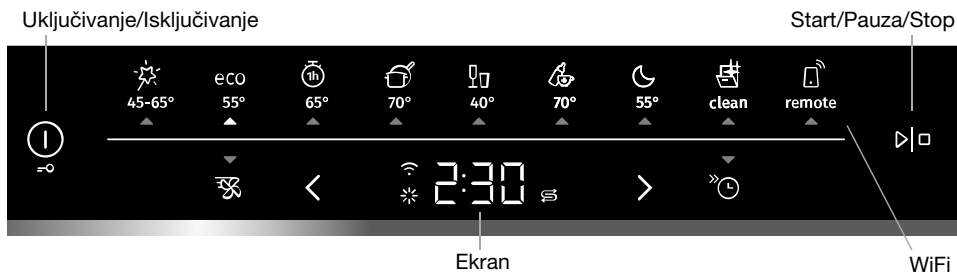 Uključivanje/Isključivanje
Start/Pauza/Stop
1h
45-65°
eco
55°
65°
70°
40°
70°
55°
clean
remote
2:30
Ekran
WiFi